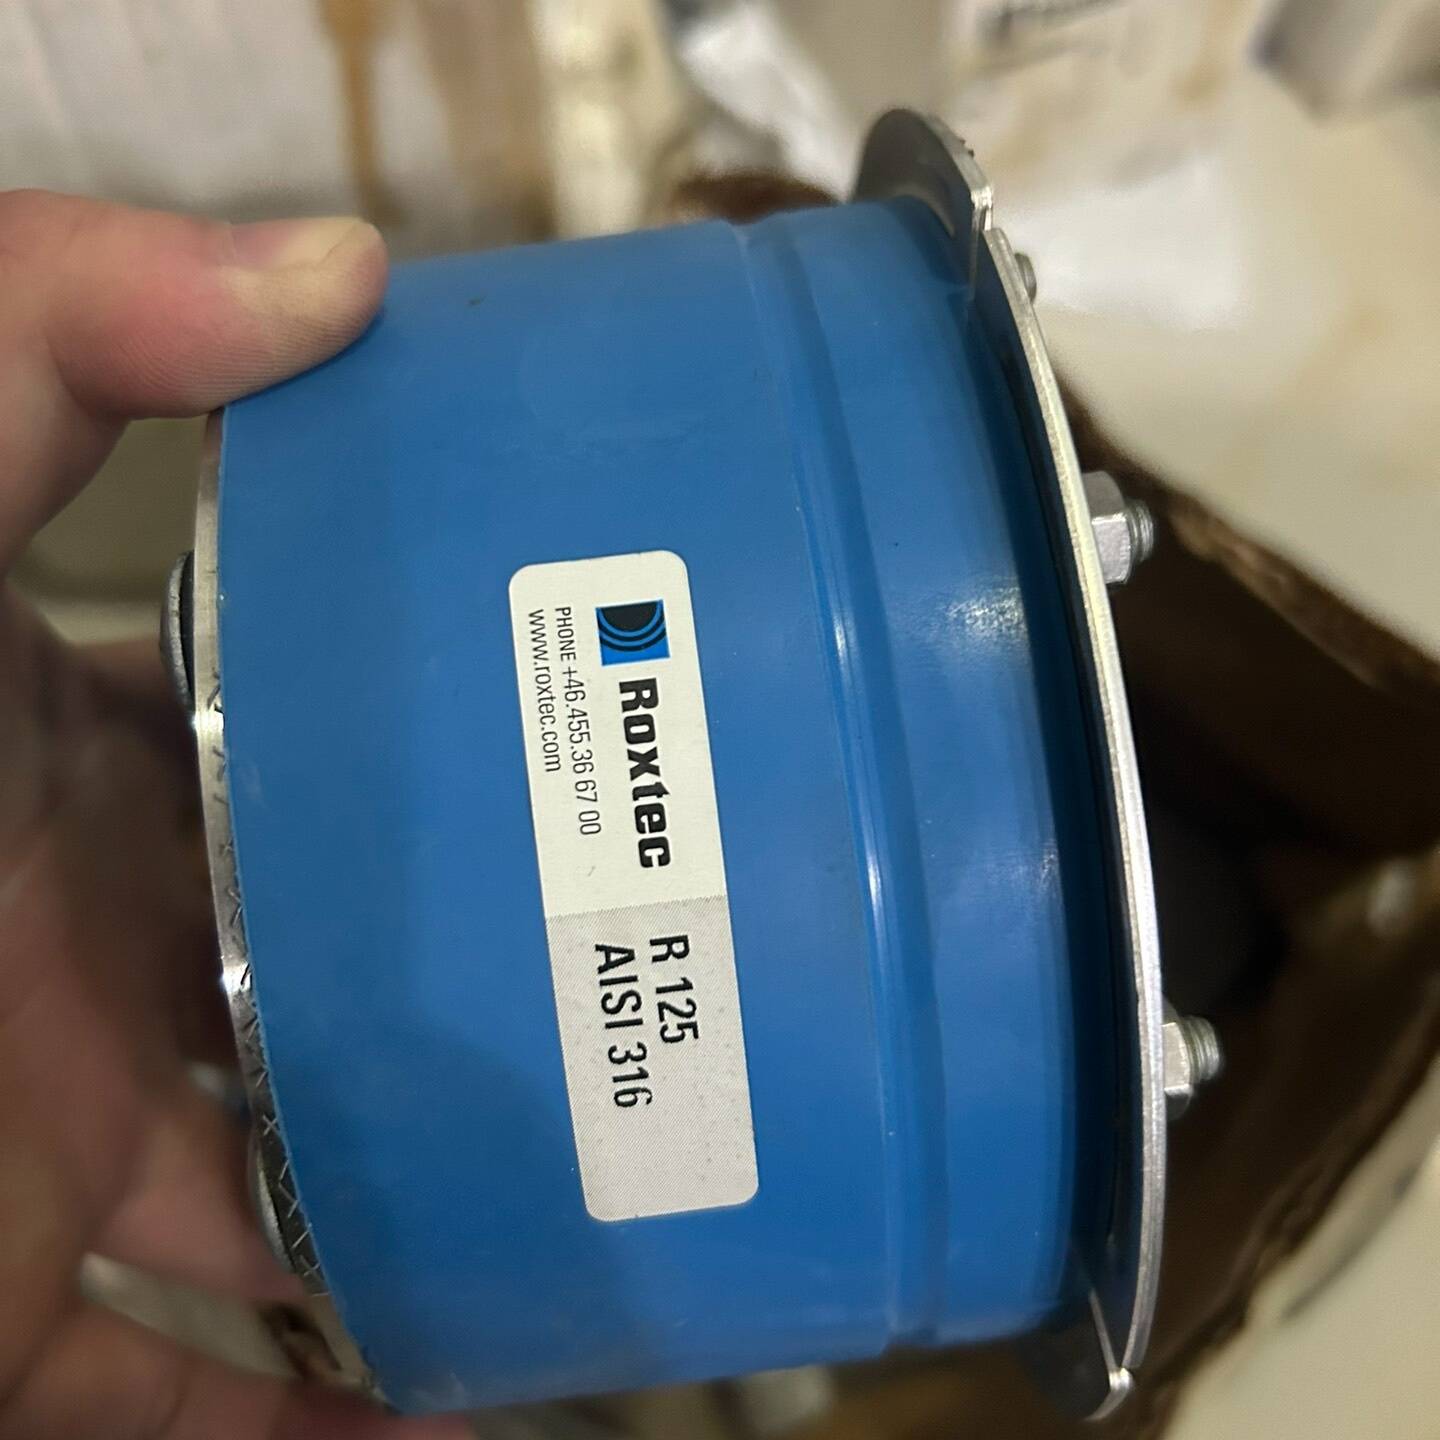 Roxtec
PHONE +46.455.36 67 00
www.roxtec.com
R 125
AISI 316